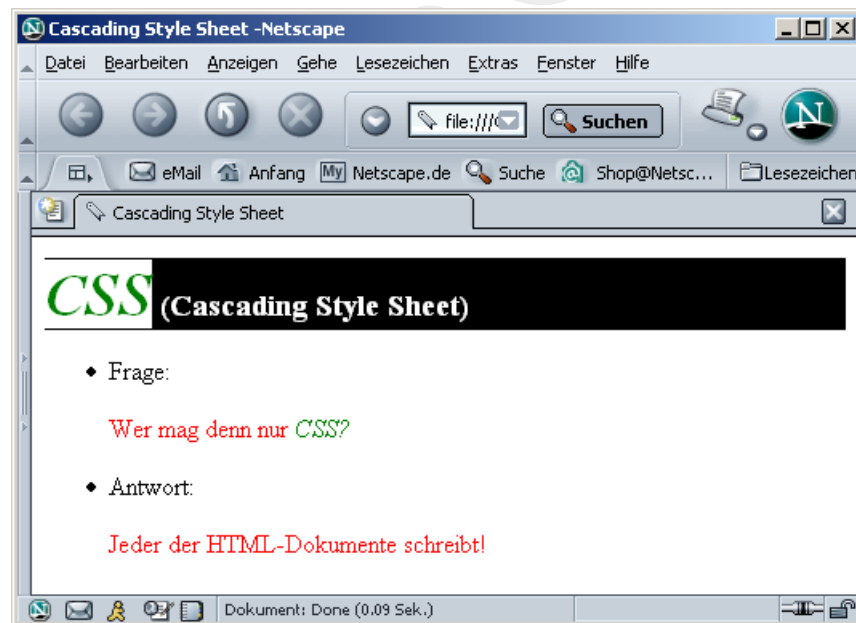 Cascading Style Sheet -Netscape
Datei Bearbeiten Anzeigen Gehe Lesezeichen Extras Fenster Hilfe
file:/// Suchen N
eMail Anfang My Netscape.de Suche Shop@Netsc... Lesezeichen
Cascading Style Sheet
CSS (Cascading Style Sheet)
Frage:
Wer mag denn nur CSS?
Antwort:
Jeder der HTML-Dokumente schreibt!
Dokument: Done (0.09 Sek.)